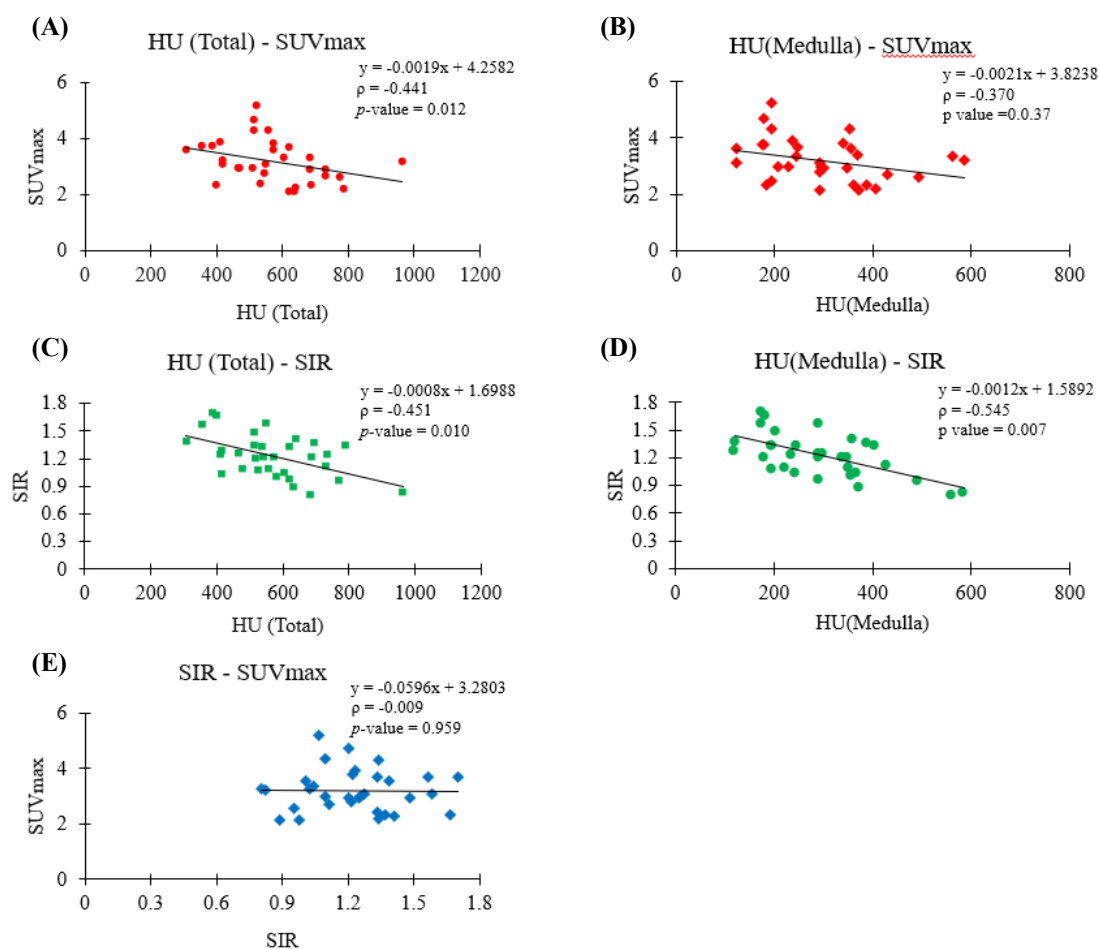 (A)
HU (Total) - SUVmax
y = -0.0019x + 4.2582
ρ = -0.441
p-value = 0.012
6
4
2
0
SUVmax
0 200 400 600 800 1000 1200
HU (Total)
(B)
HU(Medulla) - SUVmax
y = -0.0021x + 3.8238
ρ = -0.370
p value = 0.0.37
6
4
2
0
SUVmax
0 200 400 600 800
HU(Medulla)
(C)
HU (Total) - SIR
y = -0.0008x + 1.6988
ρ = -0.451
p-value = 0.010
1.8
1.5
1.2
0.9
0.6
0.3
0
SIR
0 200 400 600 800 1000 1200
HU (Total)
(D)
HU(Medulla) - SIR
y = -0.0012x + 1.5892
ρ = -0.545
p value = 0.007
1.8
1.5
1.2
0.9
0.6
0.3
0
SIR
0 200 400 600 800
HU(Medulla)
(E)
SIR - SUVmax
y = -0.0596x + 3.2803
ρ = -0.009
p-value = 0.959
6
4
2
0
SUVmax
0 0.3 0.6 0.9 1.2 1.5 1.8
SIR